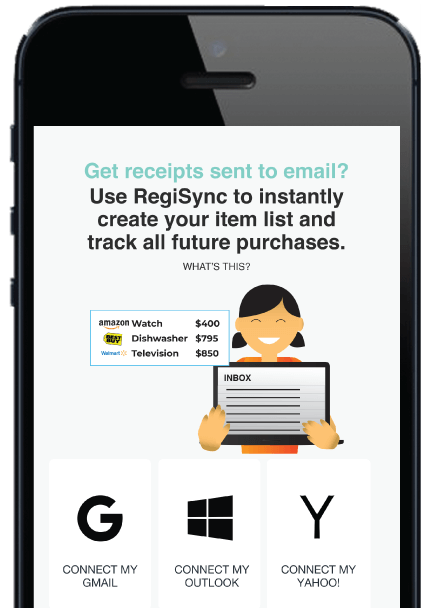 Get receipts sent to email?
Use RegiSync to instantly
create your item list and
track all future purchases.
WHAT'S THIS?
amazon Watch $400
BEST BUY Dishwasher $795
Walmart Television $850
INBOX
G
Y
CONNECT MY GMAIL
CONNECT MY OUTLOOK
CONNECT MY YAHOO!